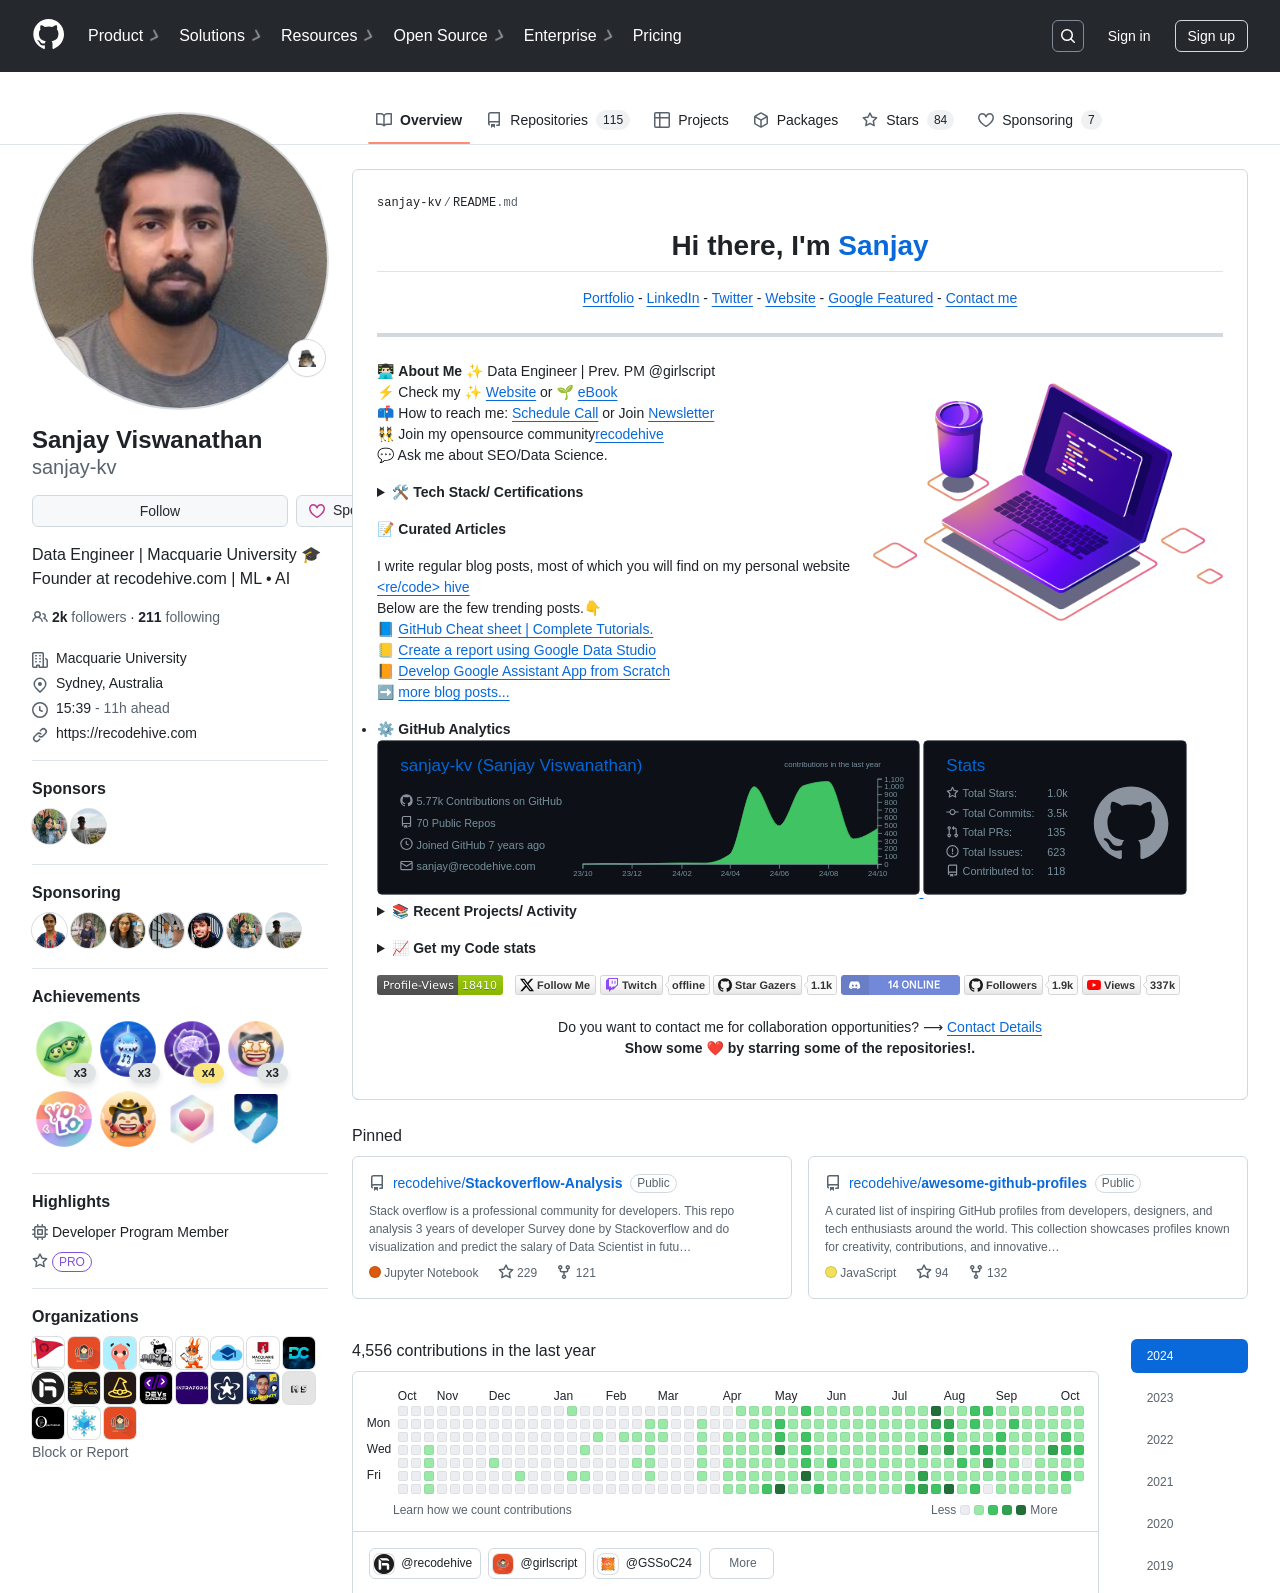 Product
Solutions
Resources
Open Source
Enterprise
Pricing
Sign in
Sign up
Overview
Repositories 115
Projects
Packages
Stars 84
Sponsoring 7
Sanjay Viswanathan
sanjay-kv
Follow
Spo
Data Engineer | Macquarie University 🎓
Founder at recodehive.com | ML • AI
2k followers · 211 following
Macquarie University
Sydney, Australia
15:39 - 11h ahead
https://recodehive.com
Sponsors
Sponsoring
Achievements
x3
x3
x4
x3
YOLO
Highlights
Developer Program Member
PRO
Organizations
Block or Report
sanjay-kv/README.md
Hi there, I'm Sanjay
Portfolio - LinkedIn - Twitter - Website - Google Featured - Contact me
👨🏻‍💻 About Me ✨ Data Engineer | Prev. PM @girlscript
⚡ Check my ✨ Website or 🌱 eBook
📫 How to reach me: Schedule Call or Join Newsletter
👯 Join my opensource communityrecodehive
💬 Ask me about SEO/Data Science.
🛠️ Tech Stack/ Certifications
📝 Curated Articles
I write regular blog posts, most of which you will find on my personal website
<re/code> hive
Below are the few trending posts.👇
📘 GitHub Cheat sheet | Complete Tutorials.
📒 Create a report using Google Data Studio
📙 Develop Google Assistant App from Scratch
➡️ more blog posts...
• ⚙️ GitHub Analytics
sanjay-kv (Sanjay Viswanathan)
contributions in the last year
5.77k Contributions on GitHub
70 Public Repos
Joined GitHub 7 years ago
sanjay@recodehive.com
1,100
1,000
900
800
700
600
500
400
300
200
100
0
23/10 23/12 24/02 24/04 24/06 24/08 24/10
Stats
Total Stars: 1.0k
Total Commits: 3.5k
Total PRs: 135
Total Issues: 623
Contributed to: 118
📚 Recent Projects/ Activity
📈 Get my Code stats
Profile-Views 18410
Follow Me
Twitch offline
Star Gazers 1.1k
14 ONLINE
Followers 1.9k
Views 337k
Do you want to contact me for collaboration opportunities? ⟶ Contact Details
Show some ❤️ by starring some of the repositories!.
Pinned
recodehive/Stackoverflow-Analysis Public
Stack overflow is a professional community for developers. This repo
analysis 3 years of developer Survey done by Stackoverflow and do
visualization and predict the salary of Data Scientist in futu…
Jupyter Notebook 229 121
recodehive/awesome-github-profiles Public
A curated list of inspiring GitHub profiles from developers, designers, and
tech enthusiasts around the world. This collection showcases profiles known
for creativity, contributions, and innovative…
JavaScript 94 132
4,556 contributions in the last year
Oct Nov Dec Jan Feb Mar Apr May Jun Jul Aug Sep Oct
Mon
Wed
Fri
Learn how we count contributions
Less More
@recodehive
@girlscript
@GSSoC24
More
2024
2023
2022
2021
2020
2019